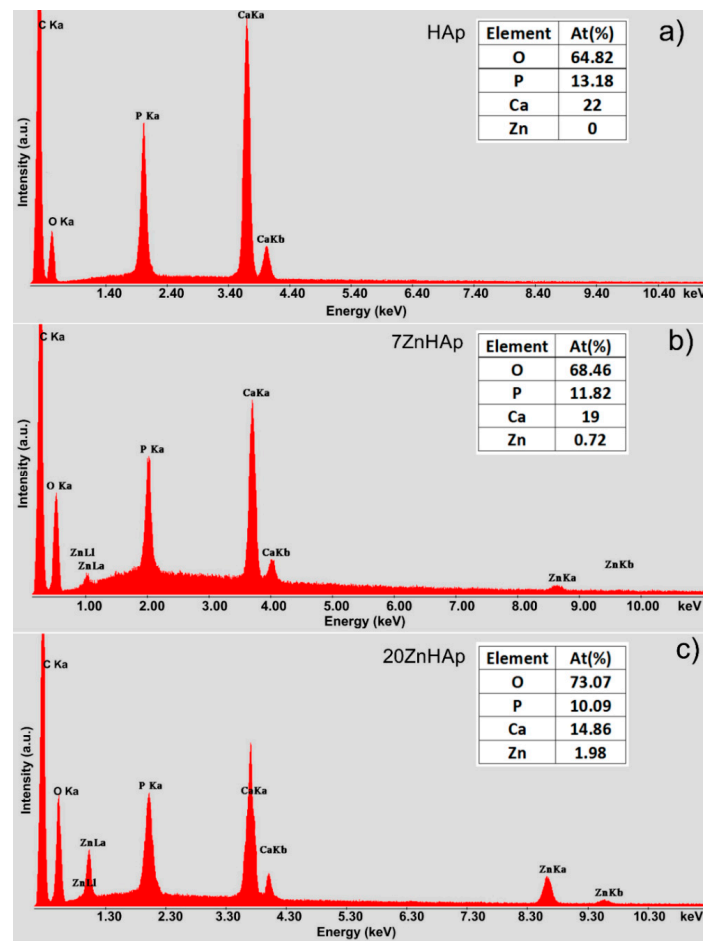 C Ka
CaKa
HAp
a)
Element At(%)
O 64.82
P 13.18
Ca 22
Zn 0
P Ka
O Ka
CaKb
Intensity (a.u.)
1.40 2.40 3.40 4.40 5.40 6.40 7.40 8.40 9.40 10.40 keV
Energy (keV)
C Ka
7ZnHAp
b)
Element At(%)
O 68.46
P 11.82
Ca 19
Zn 0.72
CaKa
P Ka
O Ka
ZnLl
ZnLa
CaKb
ZnKa
ZnKb
Intensity (a.u.)
1.00 2.00 3.00 4.00 5.00 6.00 7.00 8.00 9.00 10.00 keV
Energy (keV)
C Ka
20ZnHAp
c)
Element At(%)
O 73.07
P 10.09
Ca 14.86
Zn 1.98
O Ka
P Ka
CaKa
ZnLa
CaKb
ZnLl
ZnKa
ZnKb
Intensity (a.u.)
1.30 2.30 3.30 4.30 5.30 6.30 7.30 8.30 9.30 10.30 keV
Energy (keV)